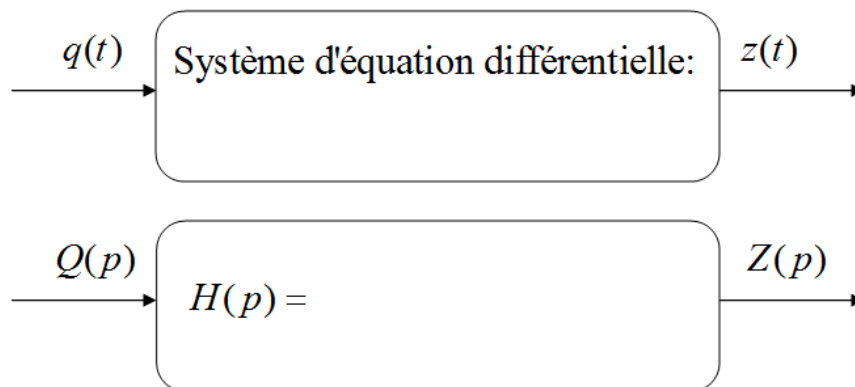 q(t)
Système d'équation différentielle:
z(t)
Q(p)
H(p) =
Z(p)